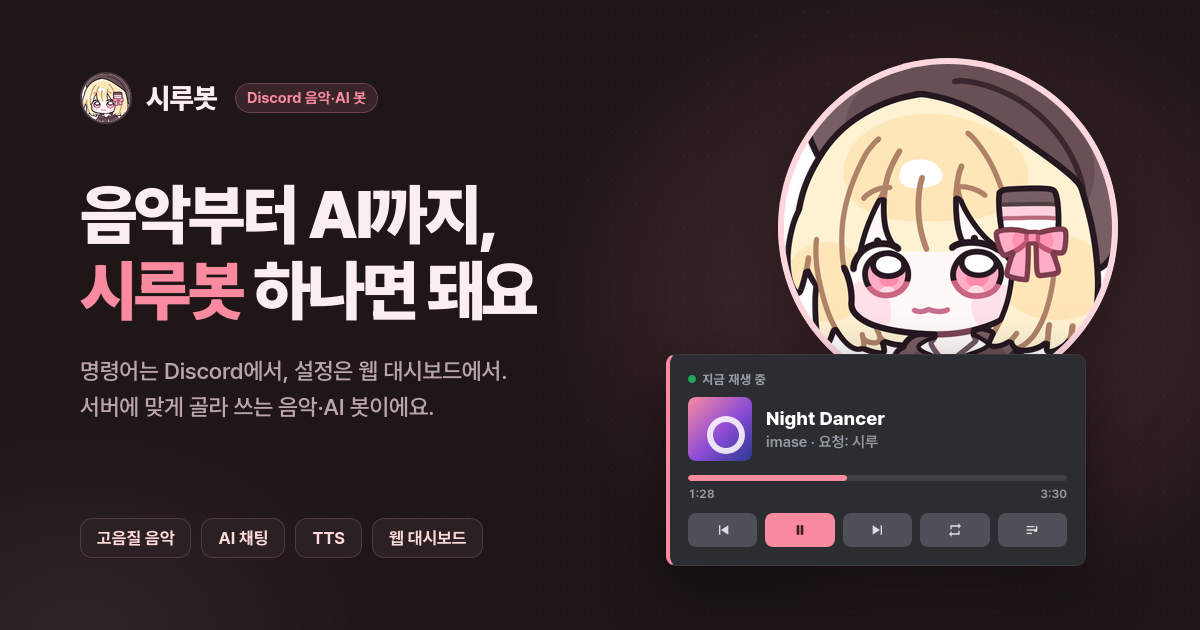 시루봇
Discord 음악·AI 봇
음악부터 AI까지,
시루봇 하나면 돼요
명령어는 Discord에서, 설정은 웹 대시보드에서.
서버에 맞게 골라 쓰는 음악·AI 봇이에요.
고음질 음악
AI 채팅
TTS
웹 대시보드
지금 재생 중
Night Dancer
imase · 요청: 시루
1:28
3:30